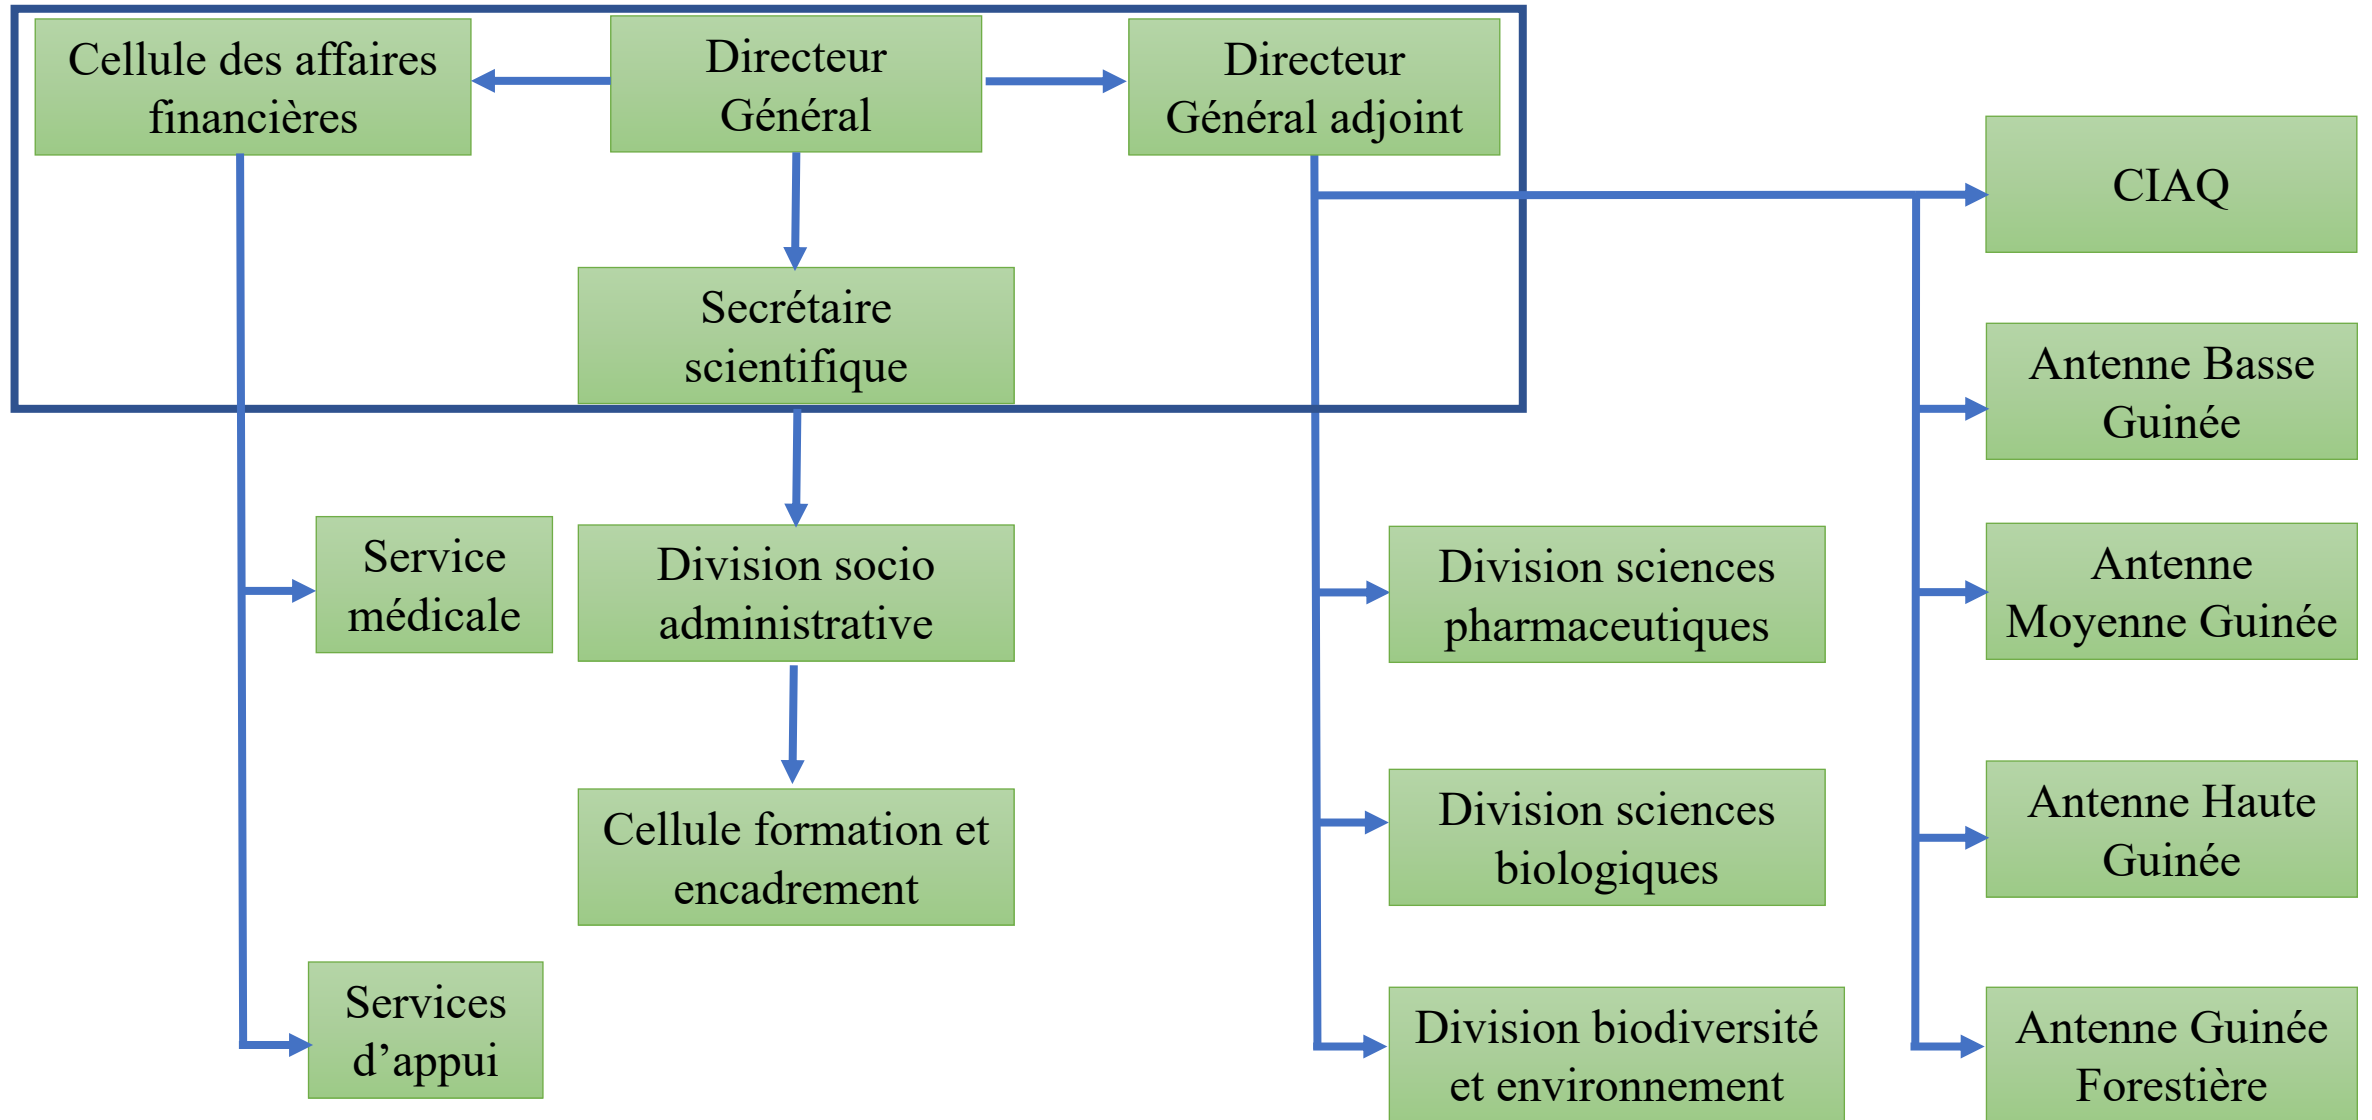 Cellule des affaires
financières
Directeur
Général
Directeur
Général adjoint
CIAQ
Secrétaire
scientifique
Antenne Basse
Guinée
Service
médicale
Division socio
administrative
Division sciences
pharmaceutiques
Antenne
Moyenne Guinée
Cellule formation et
encadrement
Division sciences
biologiques
Antenne Haute
Guinée
Services
d’appui
Division biodiversité
et environnement
Antenne Guinée
Forestière